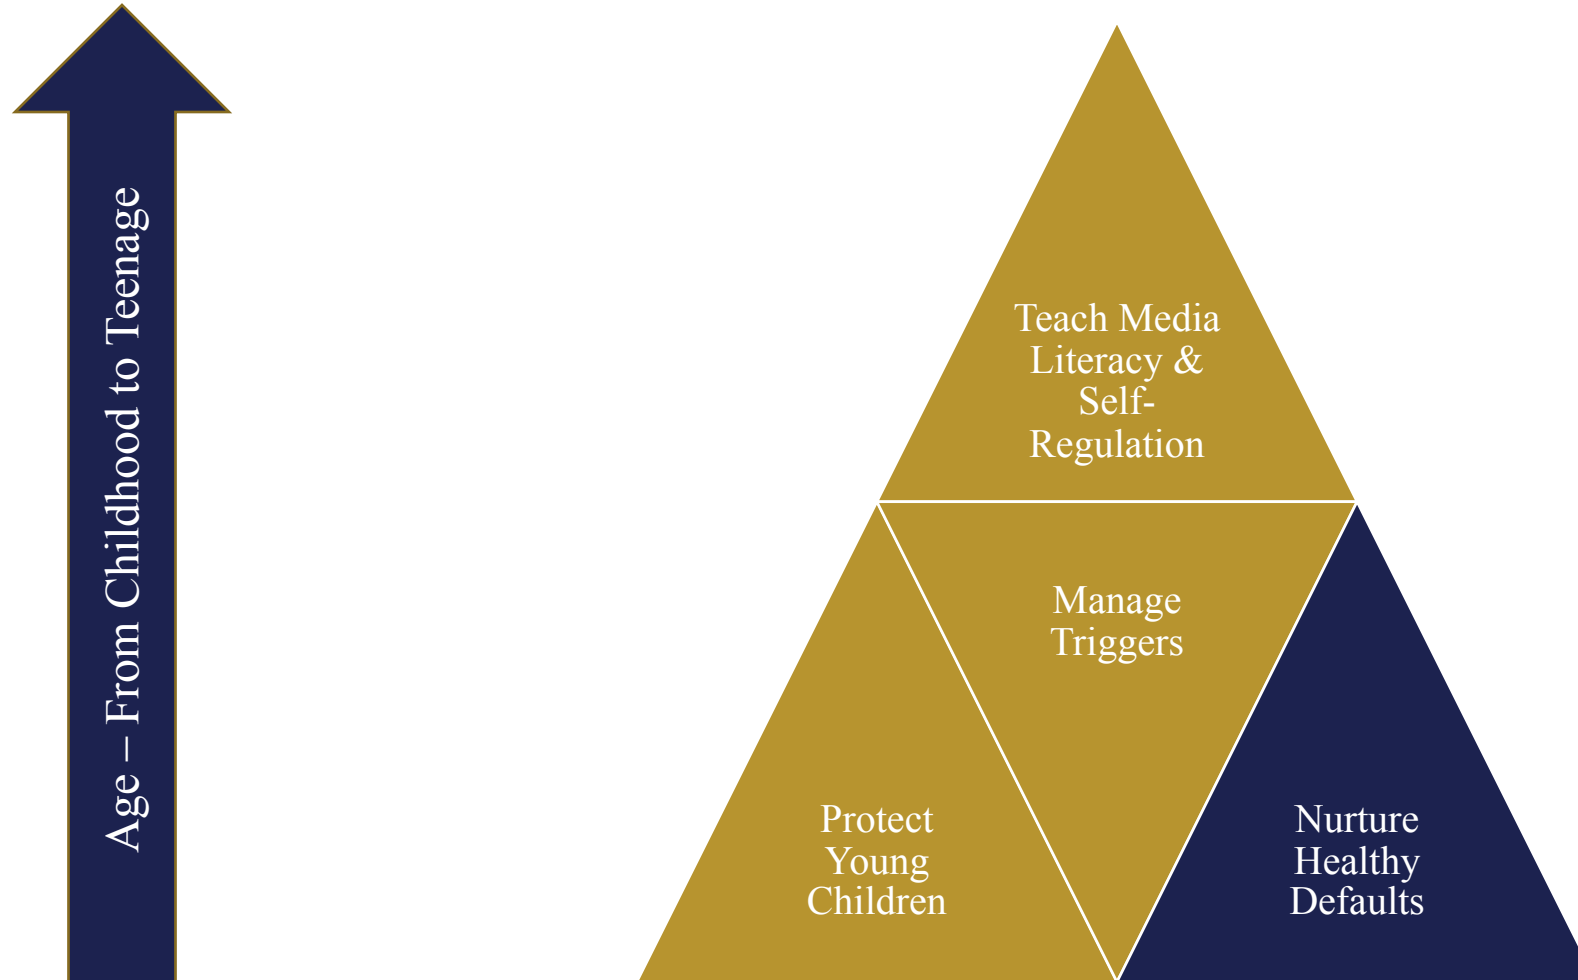 Age – From Childhood to Teenage
Teach Media
Literacy &
Self-
Regulation
Manage
Triggers
Protect
Young
Children
Nurture
Healthy
Defaults